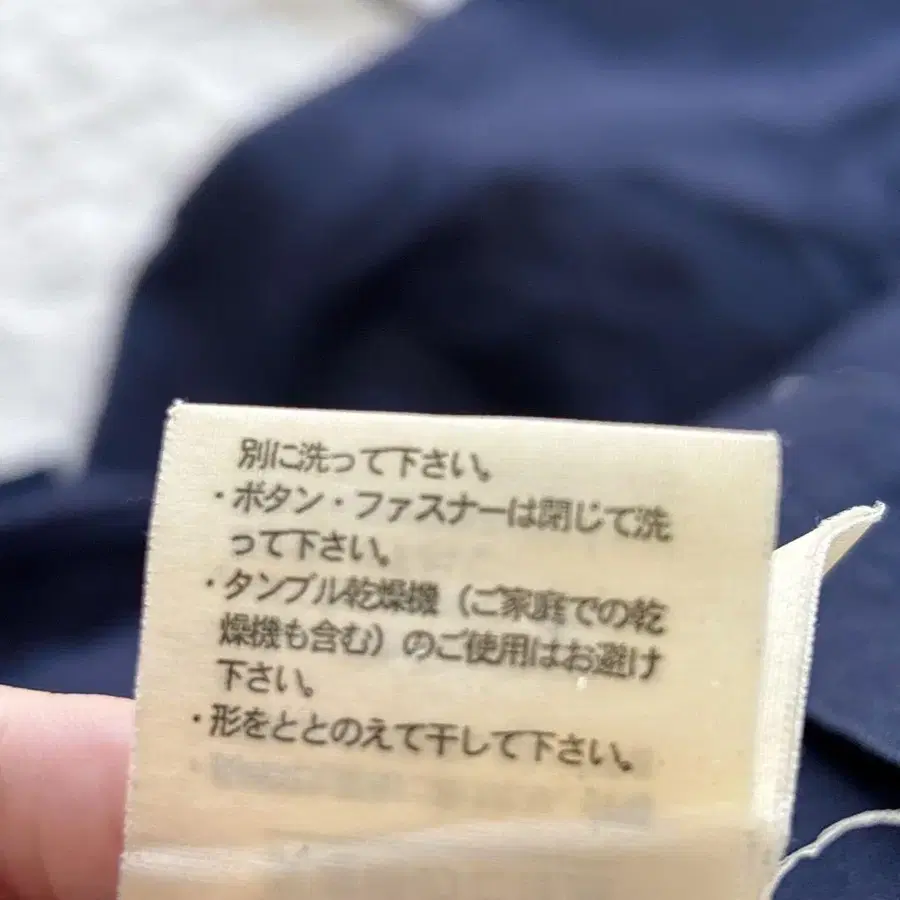 別に洗って下さい。
・ボタン・ファスナーは閉じて洗
って下さい。
・タンブル乾燥機（ご家庭での乾
燥機も含む）のご使用はお避け
下さい。
・形をととのえて干して下さい。